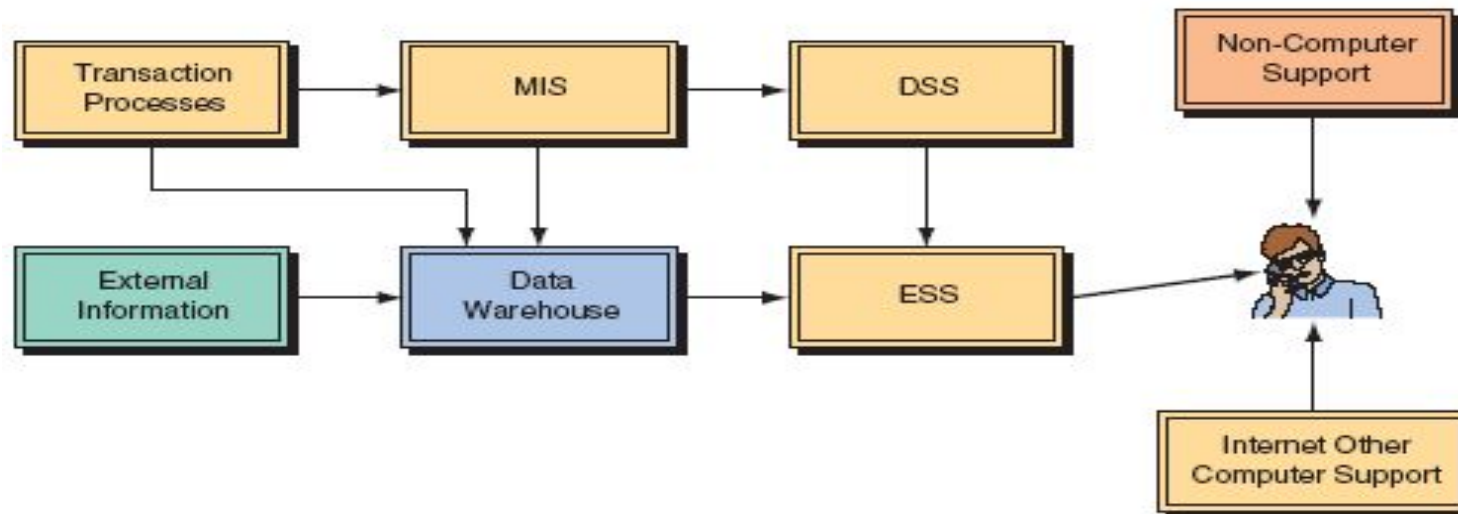 Non-Computer
Support
Transaction
Processes
MIS
DSS
External
Information
Data
Warehouse
ESS
Internet Other
Computer Support